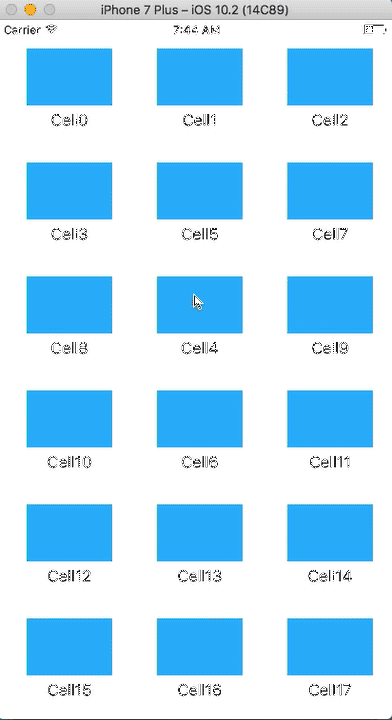 iPhone 7 Plus – iOS 10.2 (14C89)
Carrier 7:44 AM
Cell0 Cell1 Cell2
Cell3 Cell5 Cell7
Cell8 Cell4 Cell9
Cell10 Cell6 Cell11
Cell12 Cell13 Cell14
Cell15 Cell16 Cell17